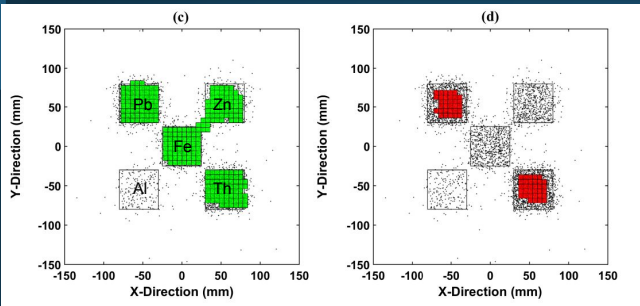 (c)
(d)
150
100
50
0
-50
-100
-150
Y-Direction (mm)
Pb
Zn
Fe
Al
Th
-150 -100 -50 0 50 100 150
X-Direction (mm)
150
100
50
0
-50
-100
-150
Y-Direction (mm)
-150 -100 -50 0 50 100 150
X-Direction (mm)